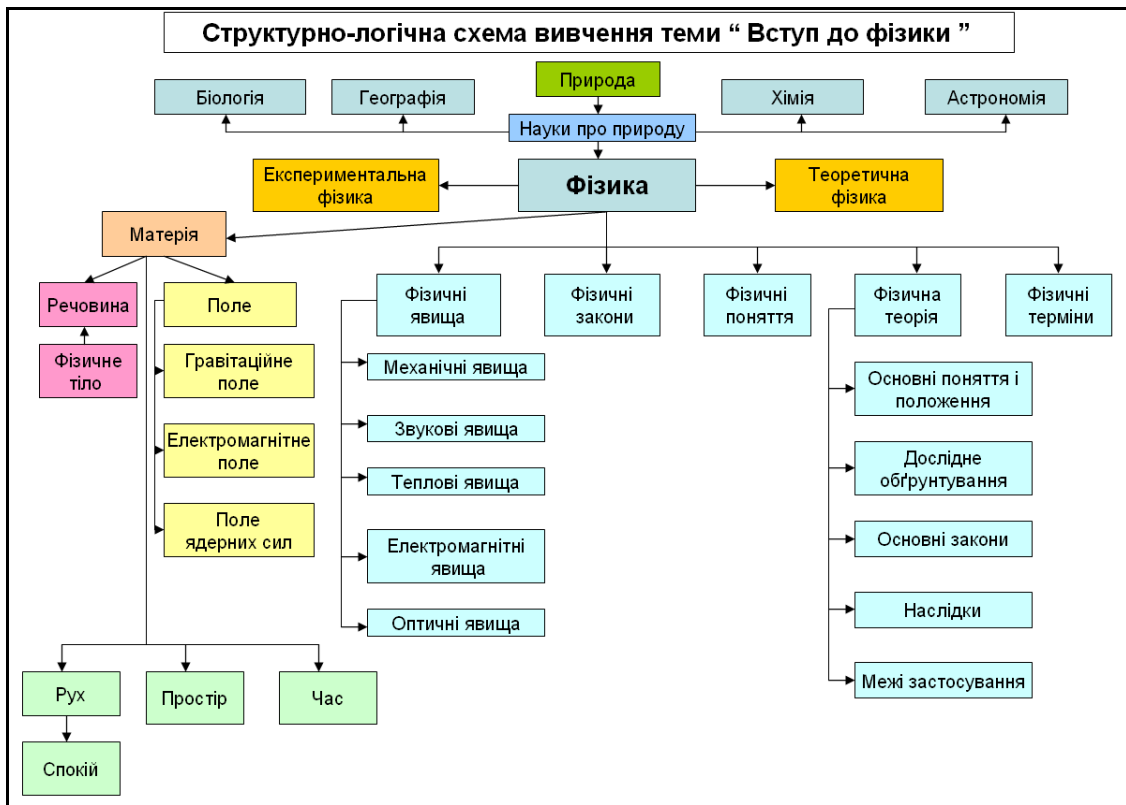 Структурно-логічна схема вивчення теми “ Вступ до фізики ”
Природа
Біологія
Географія
Хімія
Астрономія
Науки про природу
Експериментальна
фізика
Фізика
Теоретична
фізика
Матерія
Речовина
Поле
Фізичне
тіло
Гравітаційне
поле
Електромагнітне
поле
Поле
ядерних сил
Рух
Простір
Час
Спокій
Фізичні
явища
Фізичні
закони
Фізичні
поняття
Фізична
теорія
Фізичні
терміни
Механічні явища
Звукові явища
Теплові явища
Електромагнітні
явища
Оптичні явища
Основні поняття і
положення
Дослідне
обґрунтування
Основні закони
Наслідки
Межі застосування